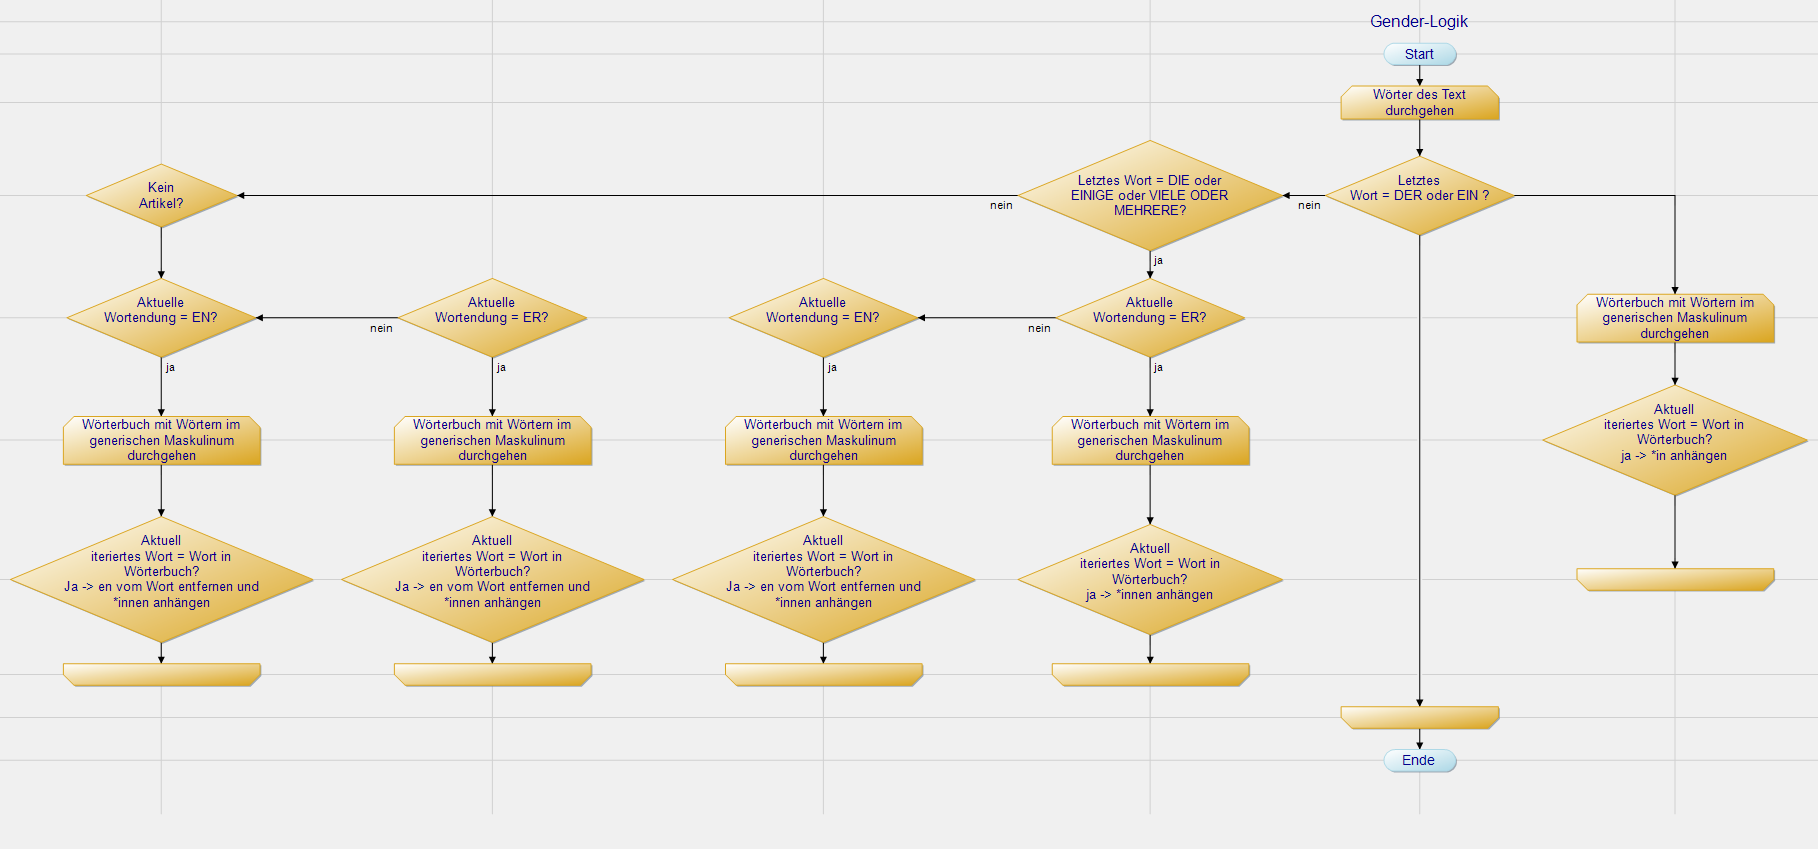 Gender-Logik
Start
Wörter des Text
durchgehen
Letztes
Wort = DER oder EIN ?
nein
Letztes Wort = DIE oder
EINIGE oder VIELE ODER
MEHRERE?
nein
ja
Kein
Artikel?
Aktuelle
Wortendung = EN?
ja
nein
Aktuelle
Wortendung = ER?
ja
Aktuelle
Wortendung = EN?
ja
nein
Aktuelle
Wortendung = ER?
ja
Wörterbuch mit Wörtern im
generischen Maskulinum
durchgehen
Aktuell
iteriertes Wort = Wort in
Wörterbuch?
ja -> *in anhängen
Wörterbuch mit Wörtern im
generischen Maskulinum
durchgehen
Wörterbuch mit Wörtern im
generischen Maskulinum
durchgehen
Wörterbuch mit Wörtern im
generischen Maskulinum
durchgehen
Wörterbuch mit Wörtern im
generischen Maskulinum
durchgehen
Aktuell
iteriertes Wort = Wort in
Wörterbuch?
Ja -> en vom Wort entfernen und
*innen anhängen
Aktuell
iteriertes Wort = Wort in
Wörterbuch?
Ja -> en vom Wort entfernen und
*innen anhängen
Aktuell
iteriertes Wort = Wort in
Wörterbuch?
Ja -> en vom Wort entfernen und
*innen anhängen
Aktuell
iteriertes Wort = Wort in
Wörterbuch?
ja -> *innen anhängen
Ende